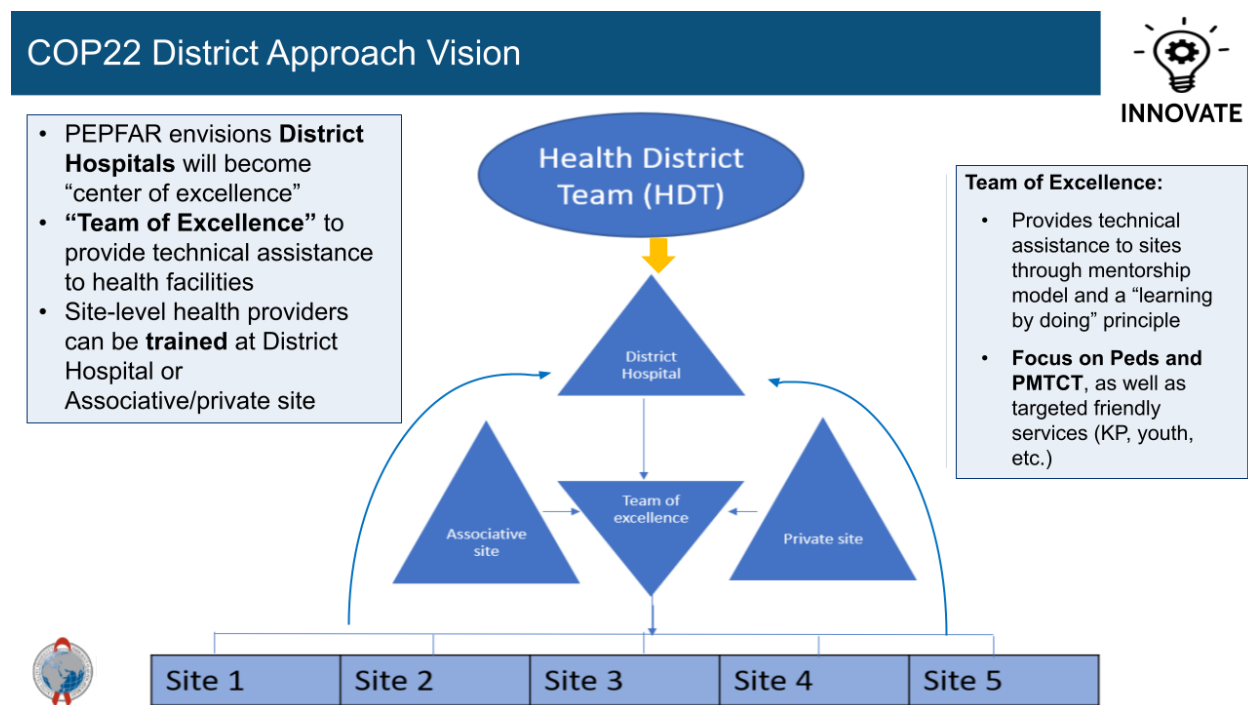 COP22 District Approach Vision
INNOVATE
• PEPFAR envisions District
Hospitals will become
“center of excellence”
• “Team of Excellence” to
provide technical assistance
to health facilities
• Site-level health providers
can be trained at District
Hospital or
Associative/private site
Health District
Team (HDT)
District
Hospital
Associative
site
Team of
excellence
Private site
Team of Excellence:
• Provides technical
assistance to sites
through mentorship
model and a “learning
by doing” principle
• Focus on Peds and
PMTCT, as well as
targeted friendly
services (KP, youth,
etc.)
Site 1
Site 2
Site 3
Site 4
Site 5